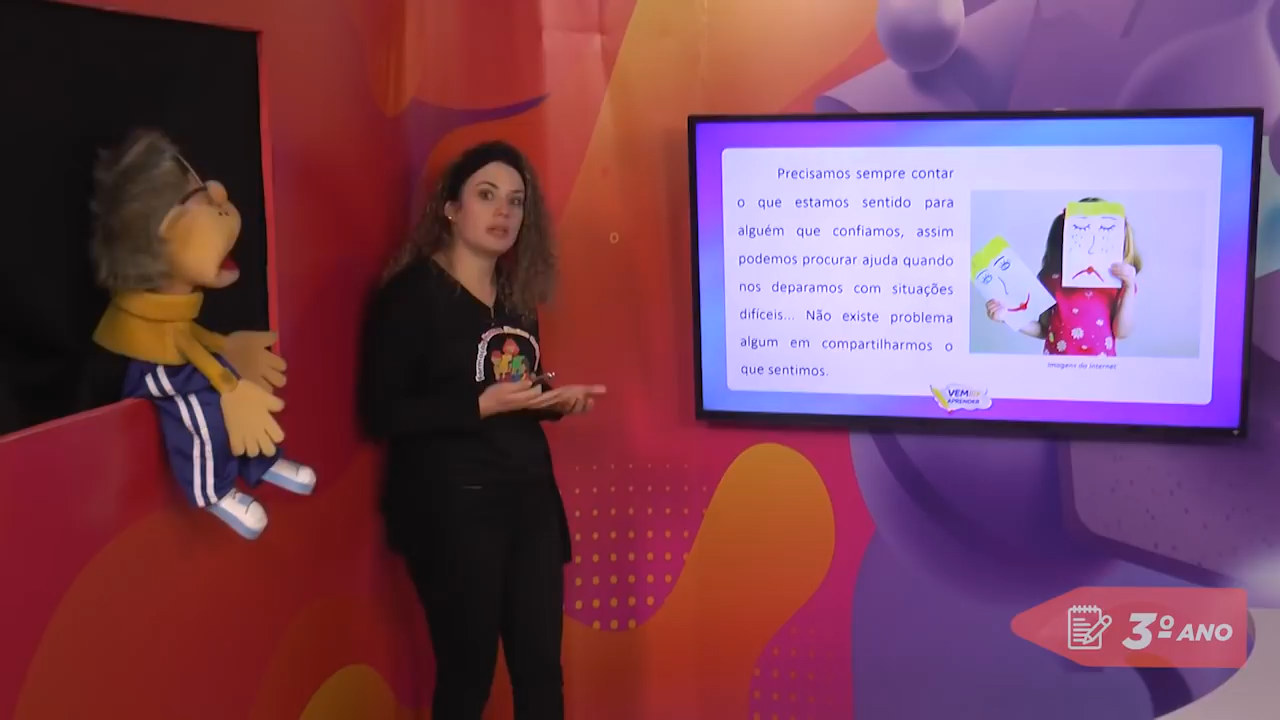 Precisamos sempre contar
o que estamos sentido para
alguém que confiamos, assim
podemos procurar ajuda quando
nos deparamos com situações
difíceis... Não existe problema
algum em compartilharmos o
que sentimos.
Imagens da internet
VEM
APRENDER
3º ANO